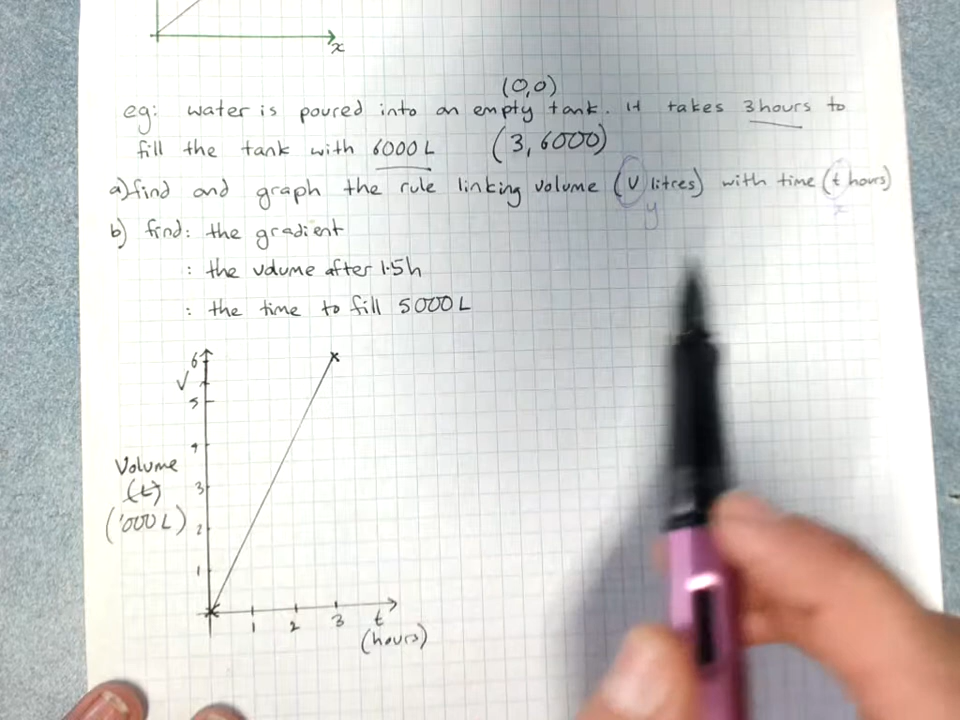 x
(0,0)
eg: water is poured into an empty tank. It takes 3 hours to
fill the tank with 6000 L (3, 6000)
a) find and graph the rule linking volume (V litres) with time (t hours)
y x
b) find: the gradient
: the volume after 1.5h
: the time to fill 5000 L
6
V
5
4
Volume
(L)
3
('000 L)
2
1
1 2 3 t
(hours)